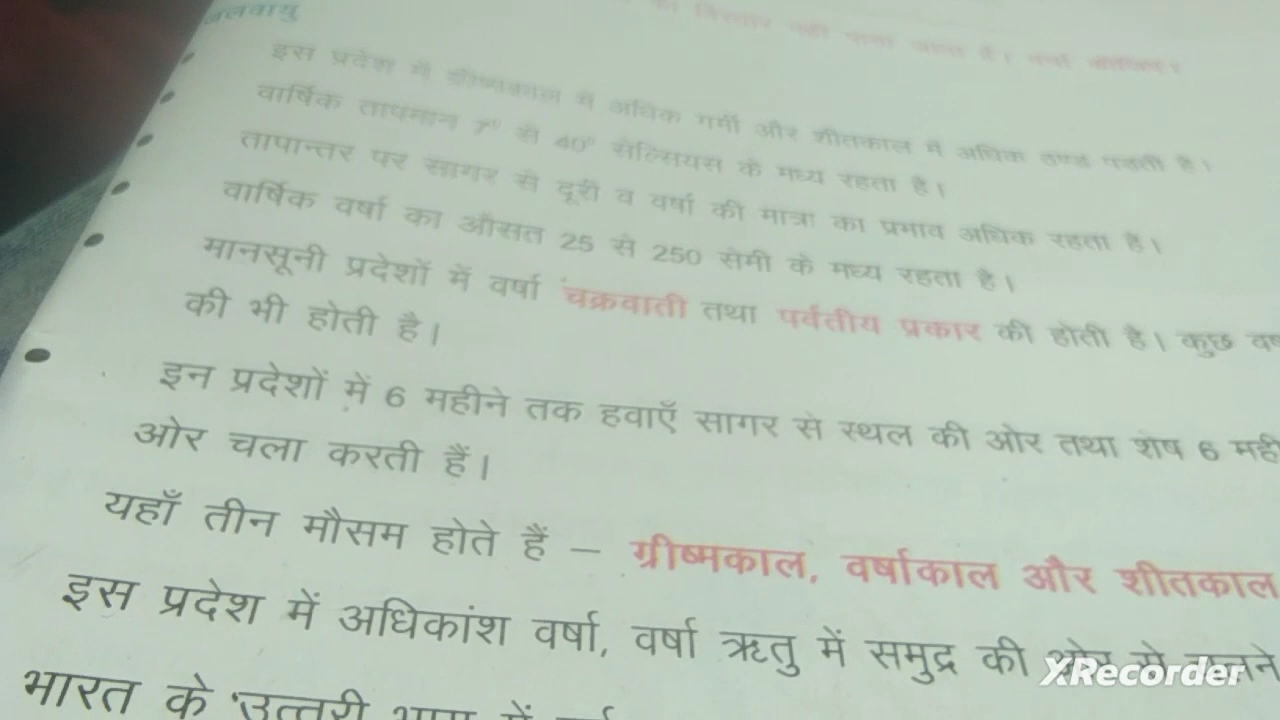 जलवायु
इस प्रदेश में ग्रीष्मकाल में अधिक गर्मी और शीतकाल में अधिक ठण्ड पड़ती है।
वार्षिक तापमान 7° से 40° सेल्सियस के मध्य रहता है।
तापान्तर पर सागर से दूरी व वर्षा की मात्रा का प्रभाव अधिक रहता है।
वार्षिक वर्षा का औसत 25 से 250 सेमी के मध्य रहता है।
मानसूनी प्रदेशों में वर्षा चक्रवाती तथा पर्वतीय प्रकार की होती है। कुछ
की भी होती है।
इन प्रदेशों में 6 महीने तक हवाएँ सागर से स्थल की ओर तथा शेष 6
ओर चला करती हैं।
यहाँ तीन मौसम होते हैं – ग्रीष्मकाल, वर्षाकाल और शीतकाल
इस प्रदेश में अधिकांश वर्षा, वर्षा ऋतु में समुद्र की ओर से
भारत के उत्तरी भाग में
XRecorder